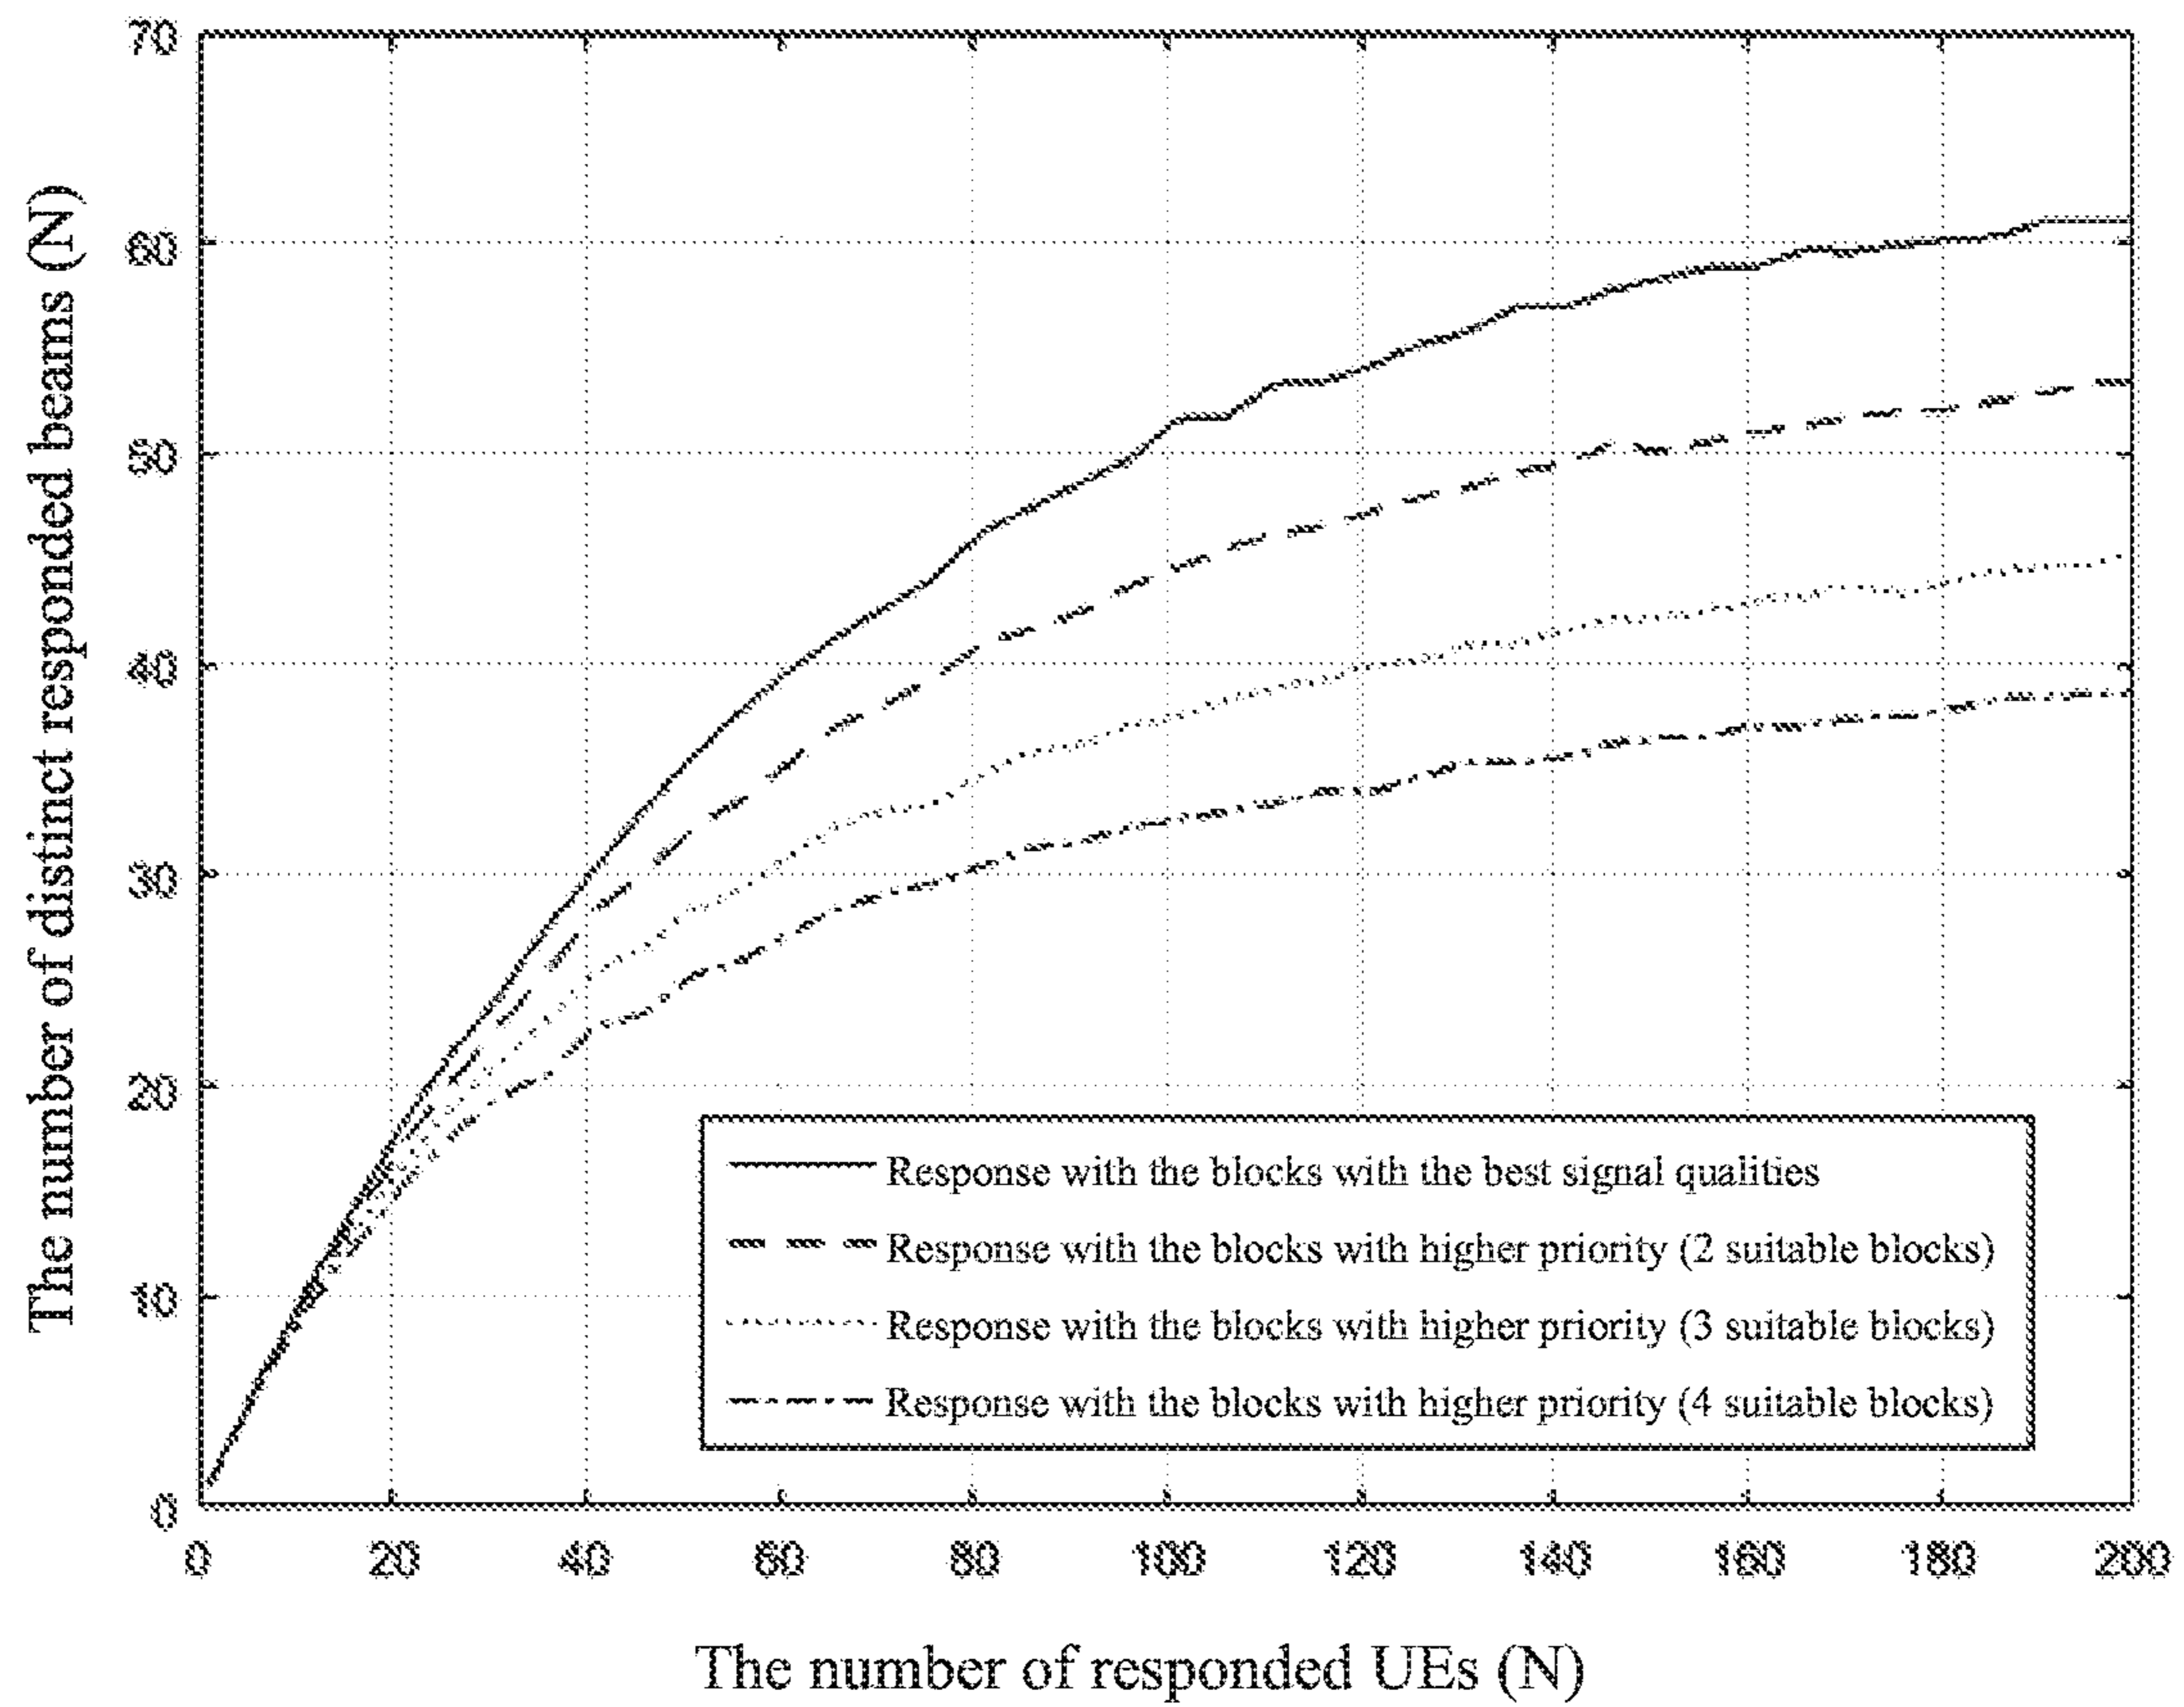 The number of distinct responded beams (N)
70
60
50
40
30
20
10
0
Response with the blocks with the best signal qualities
Response with the blocks with higher priority (2 suitable blocks)
Response with the blocks with higher priority (3 suitable blocks)
Response with the blocks with higher priority (4 suitable blocks)
0 20 40 60 80 100 120 140 160 180 200
The number of responded UEs (N)